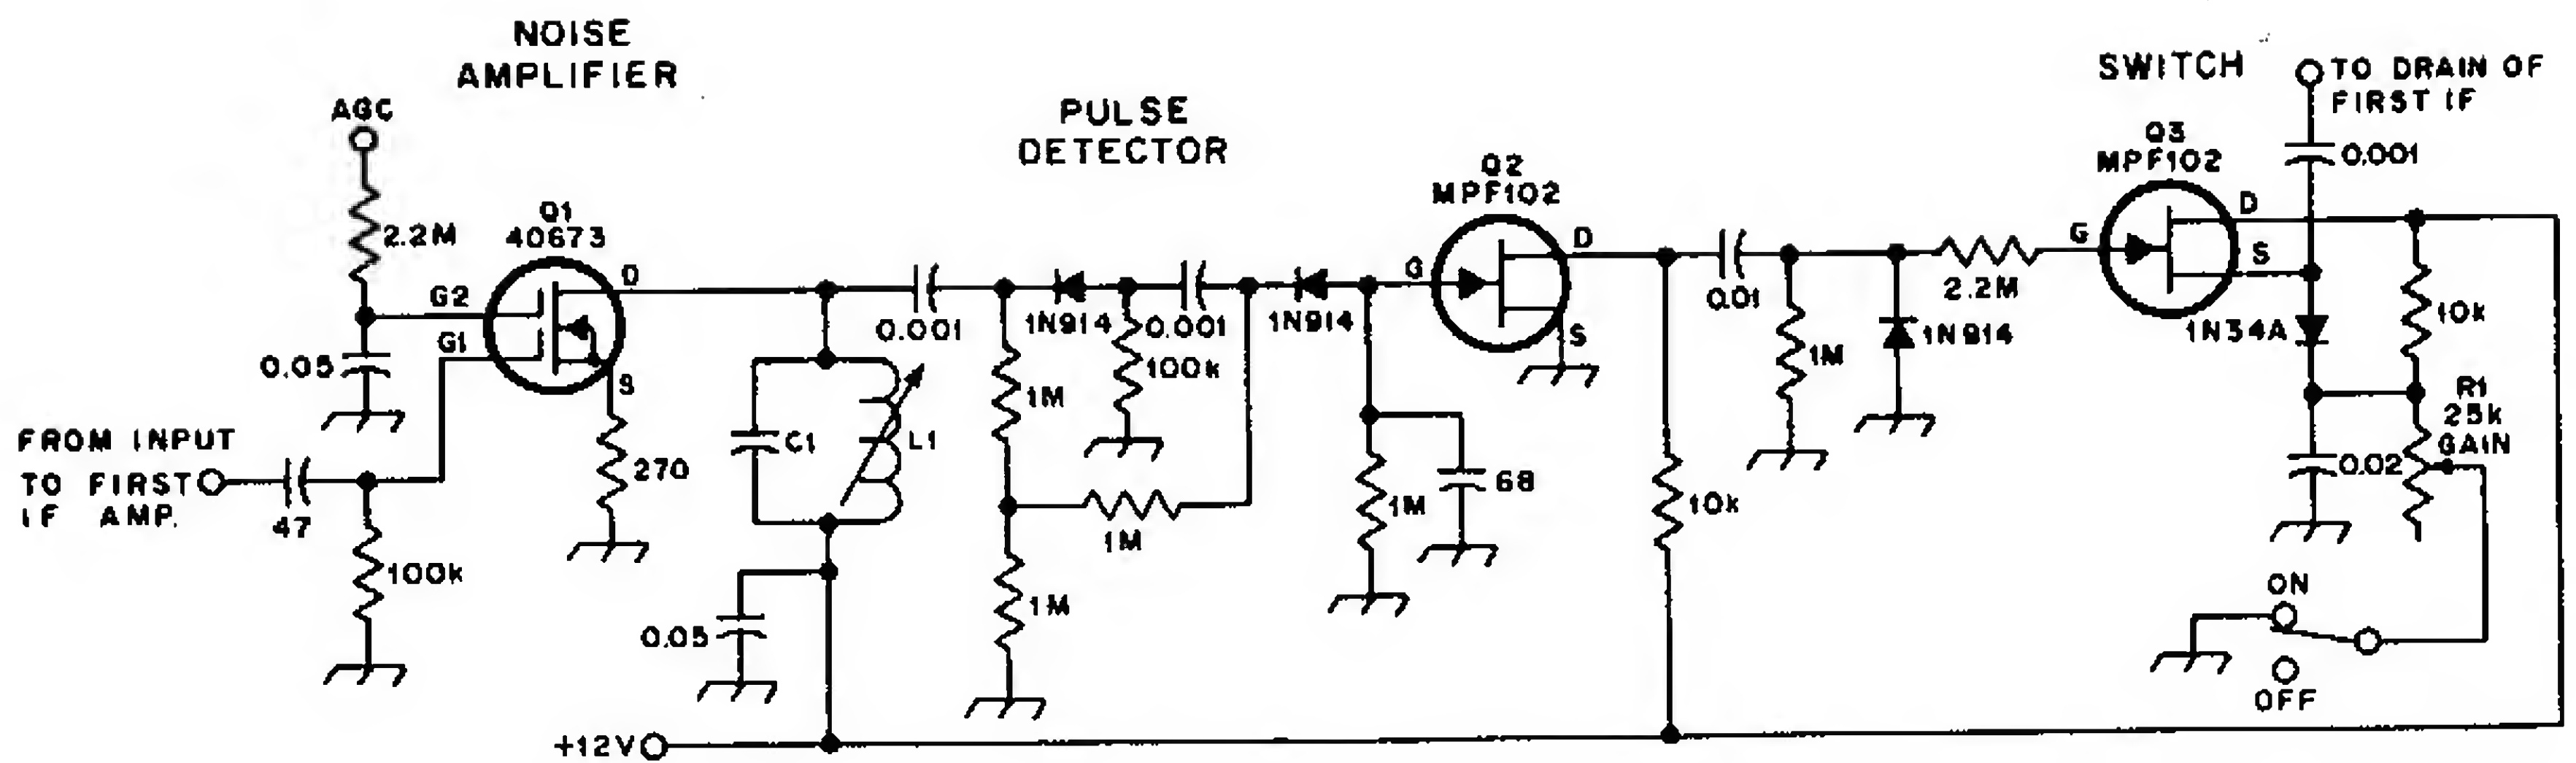 NOISE
AMPLIFIER
PULSE
DETECTOR
SWITCH
TO DRAIN OF
FIRST IF
AGC
2.2M
Q1
40673
G2
G1
D
S
0.05
FROM INPUT
TO FIRST
IF AMP.
47
100k
270
C1
L1
0.05
+12V
0.001
1N914
0.001
1N914
1M
100k
1M
1M
Q2
MPF102
G
D
S
1M
68
10k
0.01
1M
1N914
2.2M
Q3
MPF102
G
D
S
0.001
1N34A
10k
R1
25k
GAIN
0.02
ON
OFF